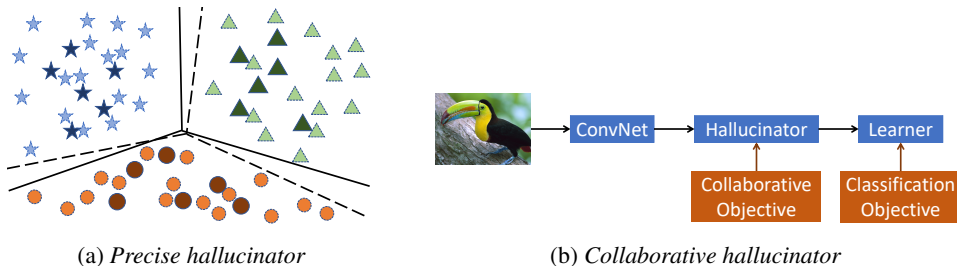 ConvNet
Hallucinator
Learner
Collaborative
Objective
Classification
Objective
(a) Precise hallucinator
(b) Collaborative hallucinator